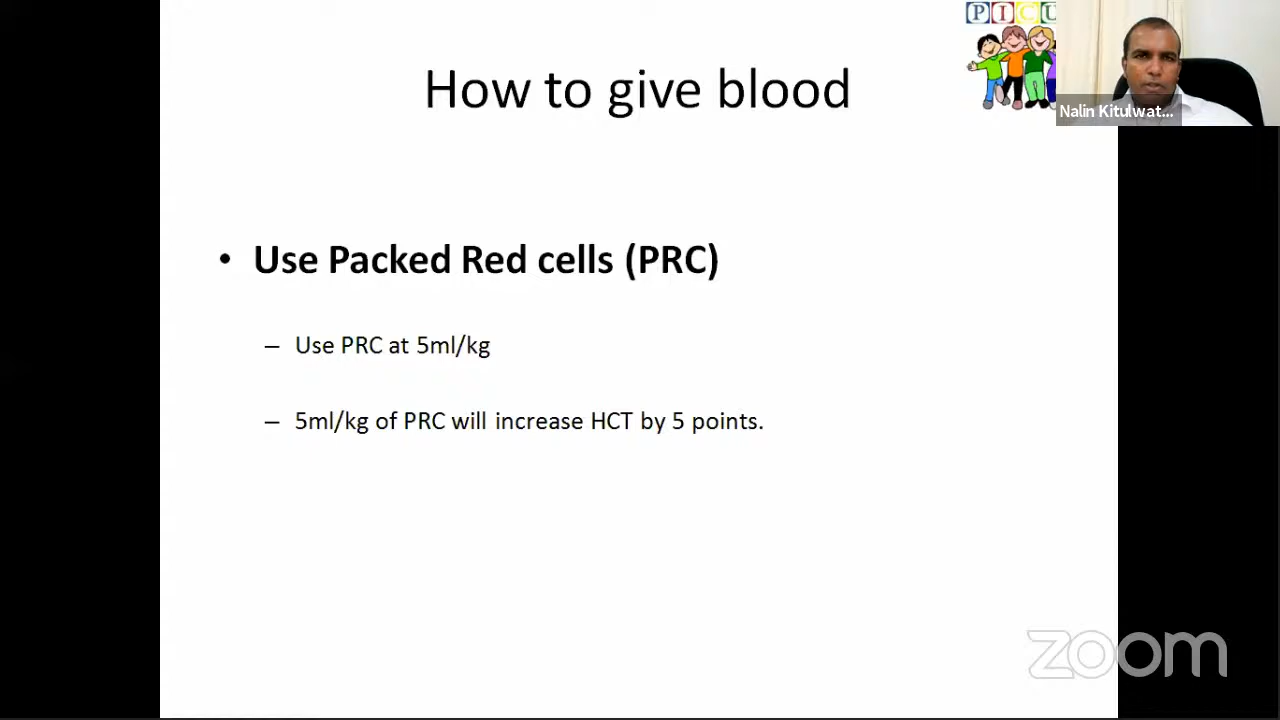 How to give blood
PICU
Nalin Kitulwat...
• Use Packed Red cells (PRC)
– Use PRC at 5ml/kg
– 5ml/kg of PRC will increase HCT by 5 points.
zoom